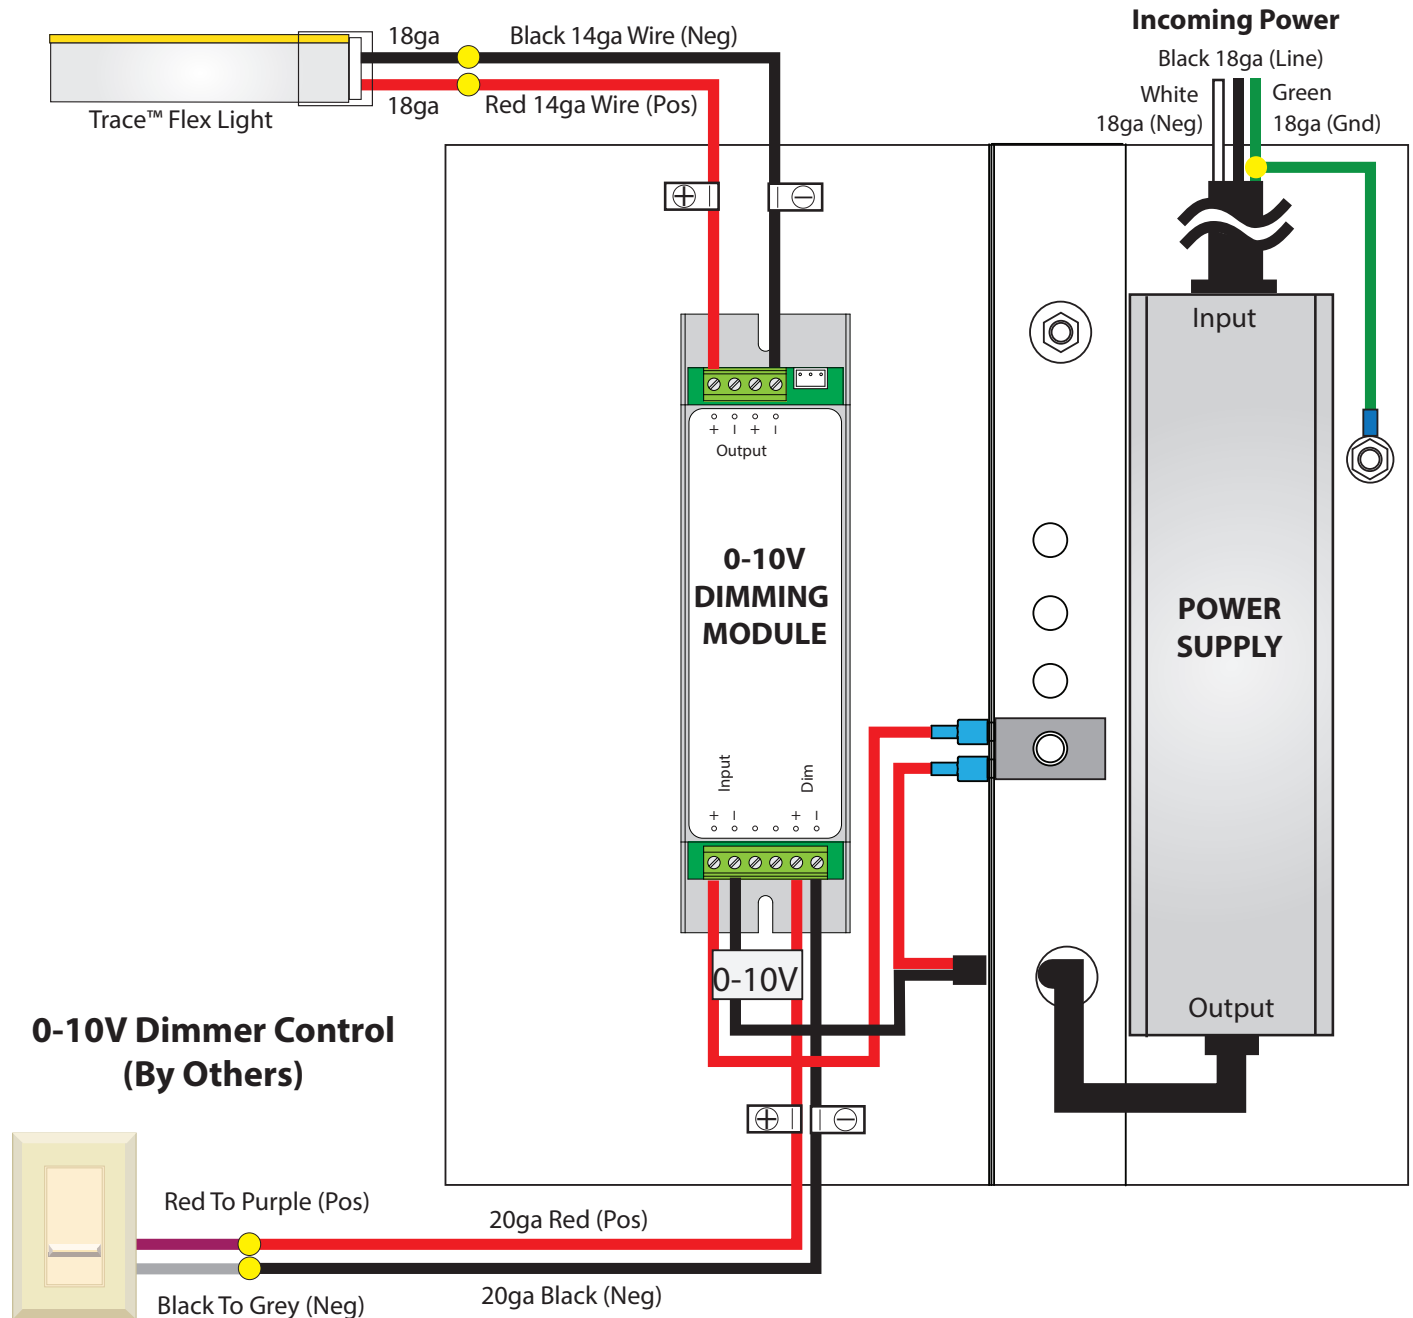 Incoming Power
Black 18ga (Line)
White
18ga (Neg)
Green
18ga (Gnd)
18ga
Black 14ga Wire (Neg)
18ga
Red 14ga Wire (Pos)
Trace™ Flex Light
+ −
Input
+ − + −
Output
0-10V
DIMMING
MODULE
POWER
SUPPLY
Input
Dim
+ − + −
0-10V
Output
0-10V Dimmer Control
(By Others)
+ −
Red To Purple (Pos)
20ga Red (Pos)
Black To Grey (Neg)
20ga Black (Neg)